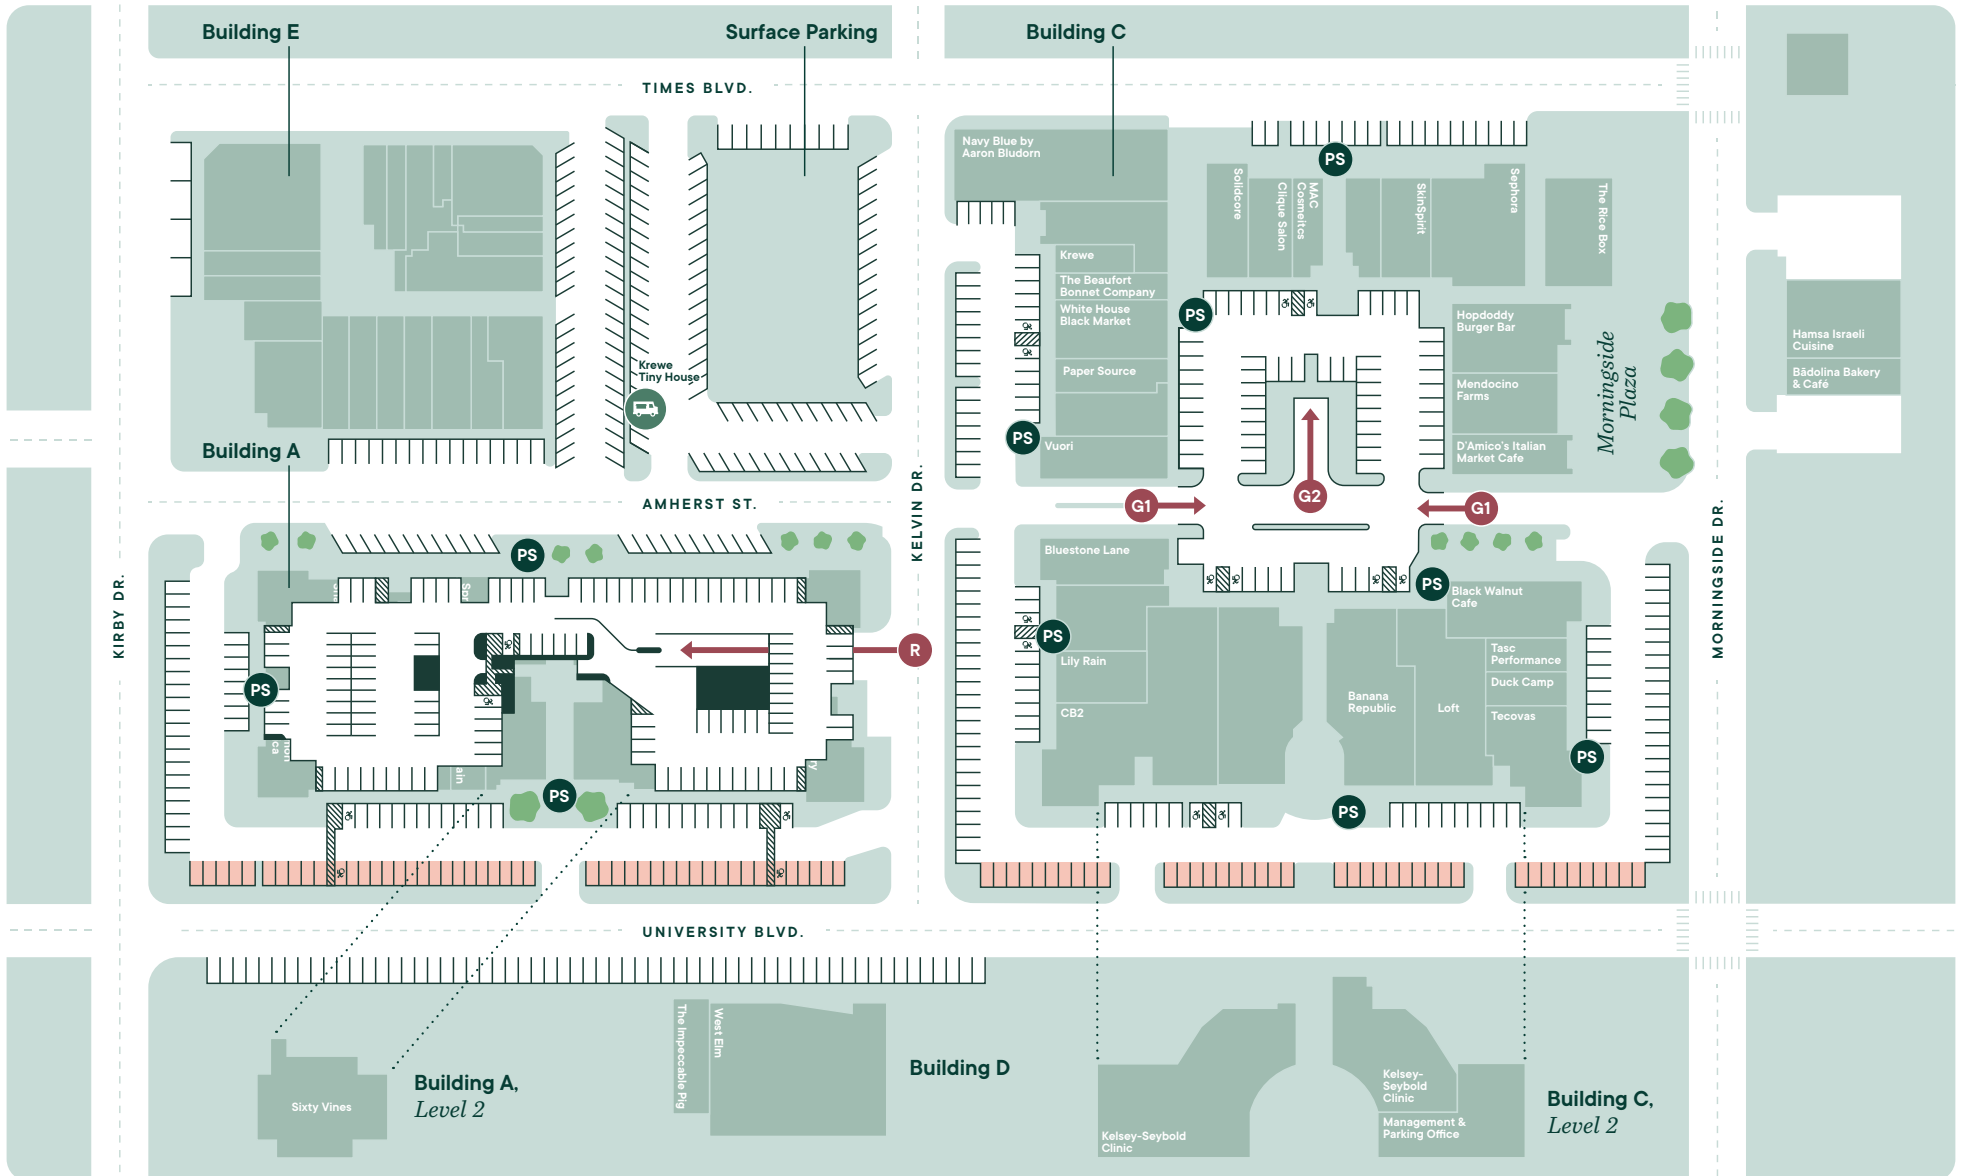 Building E
Surface Parking
Building C
TIMES BLVD.
Navy Blue by
Aaron Bludorn
PS
Solidcore
Clique Salon
MAC
Cosmeitcs
SkinSpirit
Sephora
The Rice Box
Krewe
The Beaufort
Bonnet Company
White House
Black Market
PS
Hopdoddy
Burger Bar
Morningside
Plaza
Hamsa Israeli
Cuisine
Bādolina Bakery
& Café
Krewe
Tiny House
Paper Source
Mendocino
Farms
PS
Vuori
D'Amico's Italian
Market Cafe
Building A
AMHERST ST.
KELVIN DR.
G1
G2
G1
MORNINGSIDE DR.
KIRBY DR.
PS
Bluestone Lane
PS
Black Walnut
Cafe
PS
R
Lily Rain
Tasc
Performance
Duck Camp
PS
Banana
Republic
Loft
CB2
Tecovas
ca
ain
PS
PS
PS
UNIVERSITY BLVD.
The Impeccable Pig
West Elm
Building D
Building A,
Level 2
Sixty Vines
Kelsey-
Seybold
Clinic
Management &
Parking Office
Kelsey-Seybold
Clinic
Building C,
Level 2